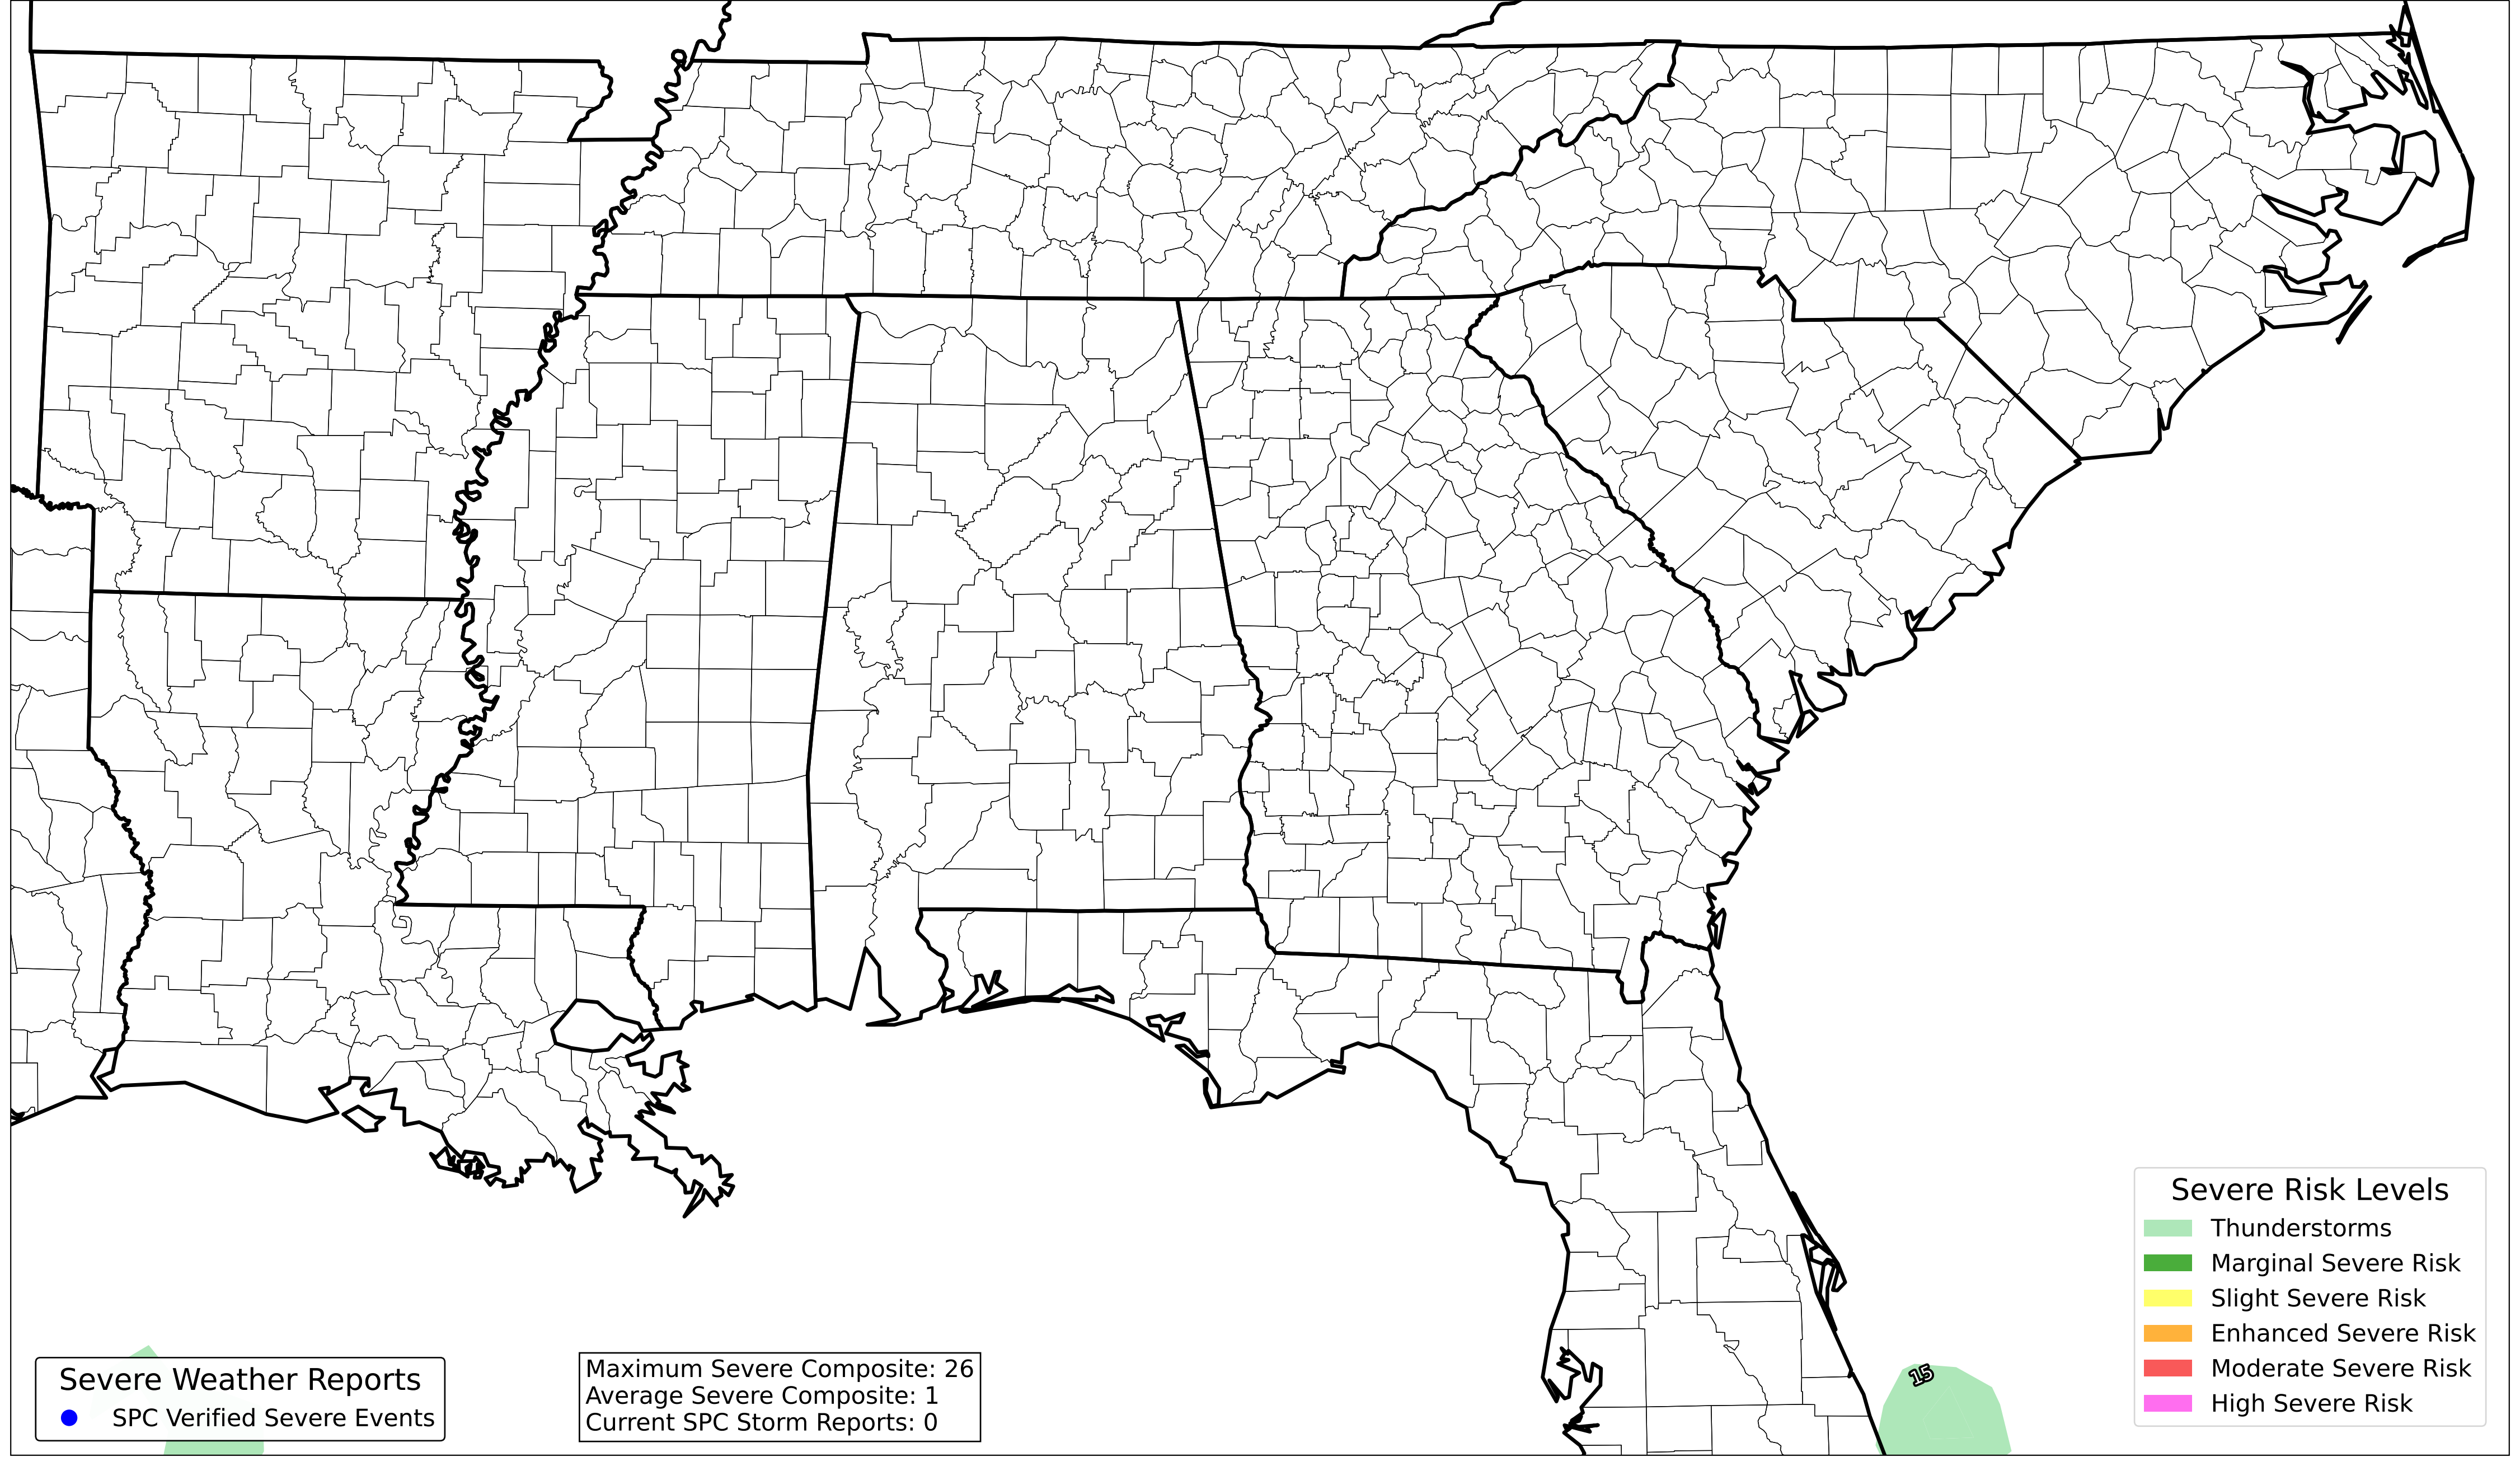 Severe Risk Levels
Thunderstorms
Marginal Severe Risk
Slight Severe Risk
Enhanced Severe Risk
Moderate Severe Risk
High Severe Risk
Severe Weather Reports
SPC Verified Severe Events
Maximum Severe Composite: 26
Average Severe Composite: 1
Current SPC Storm Reports: 0
15